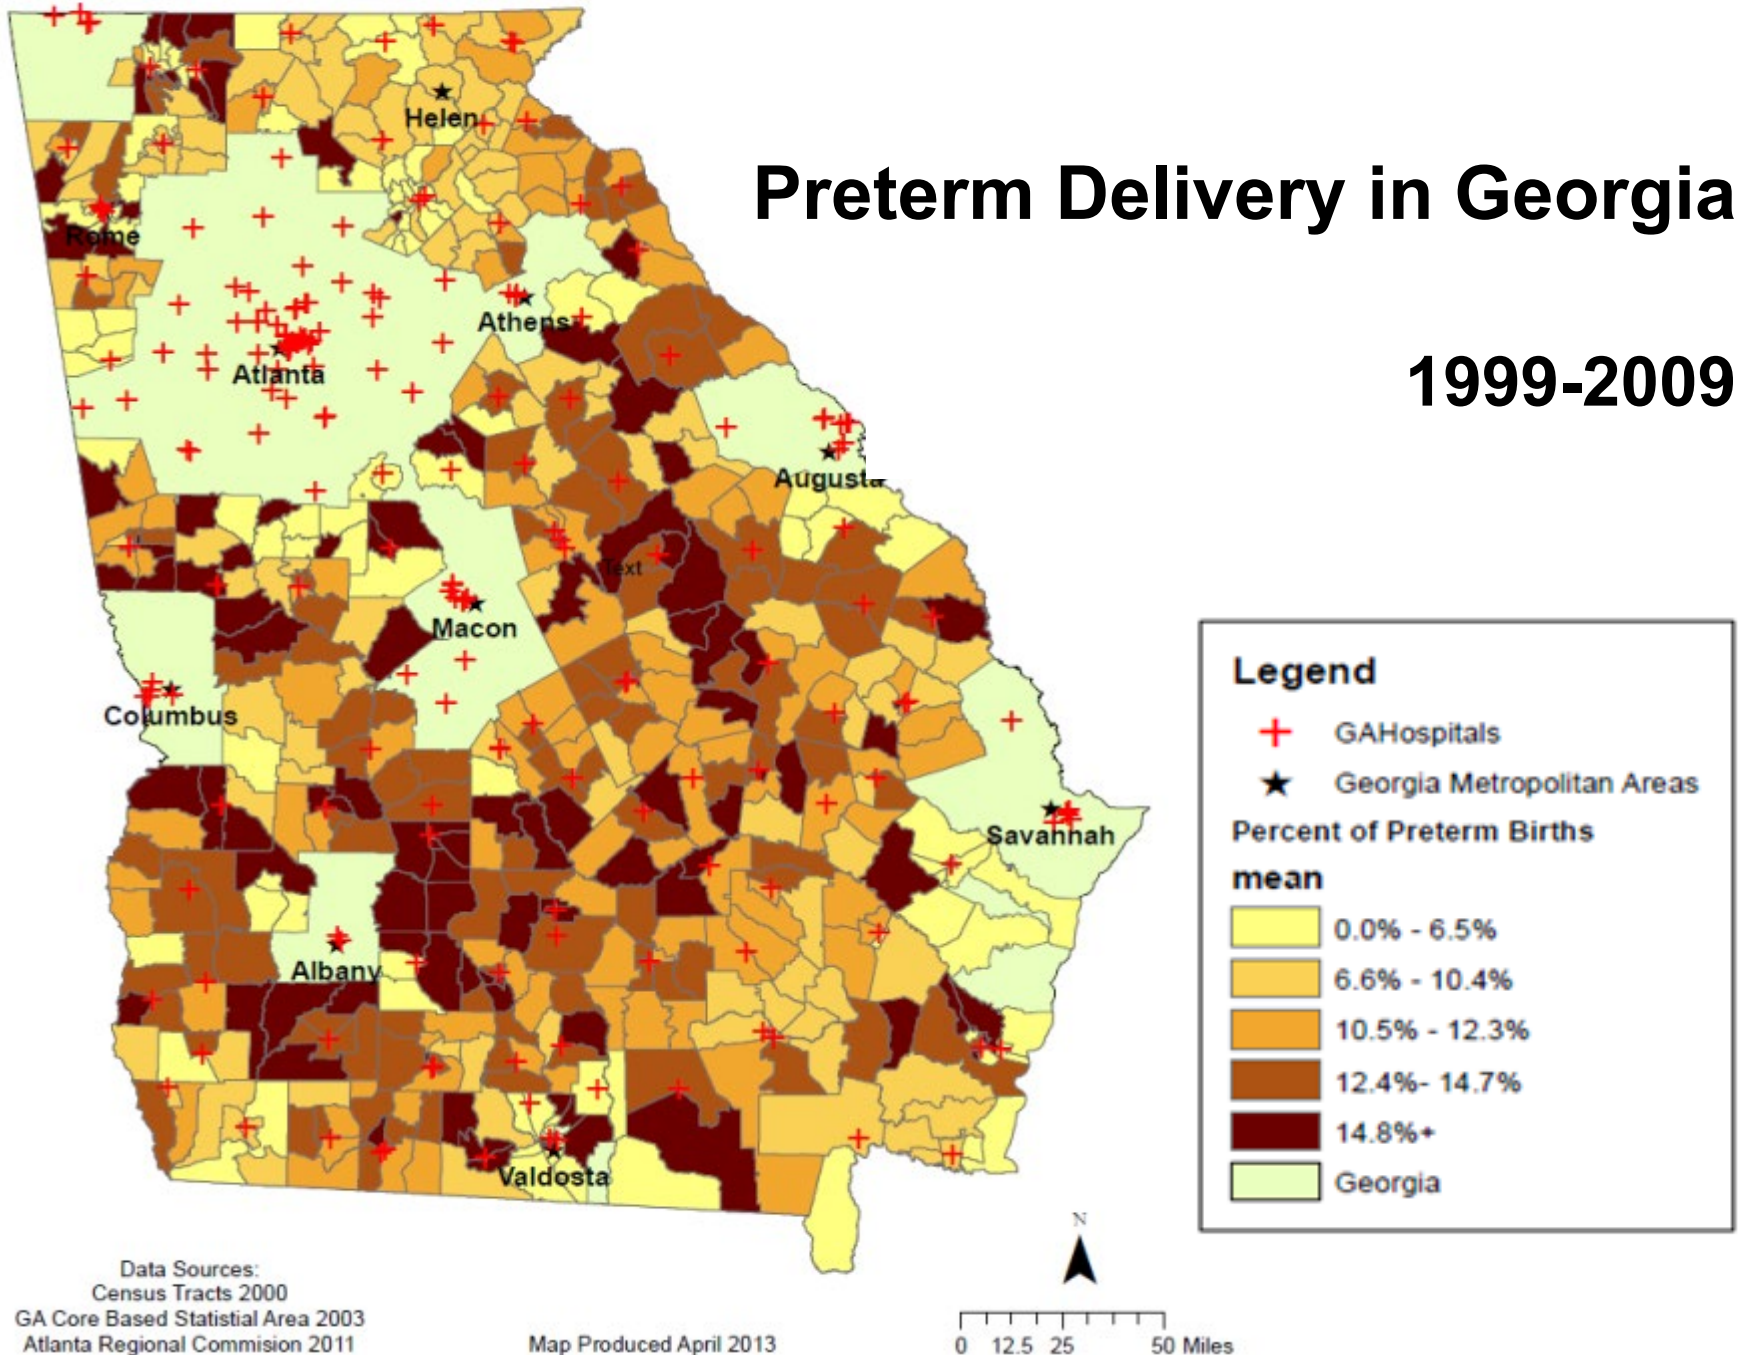 Preterm Delivery in Georgia
1999-2009
Helen
Rome
Athens
Atlanta
Augusta
Text
Macon
Columbus
Savannah
Albany
Valdosta
Legend
GAHospitals
Georgia Metropolitan Areas
Percent of Preterm Births
mean
0.0% - 6.5%
6.6% - 10.4%
10.5% - 12.3%
12.4%- 14.7%
14.8%+
Georgia
N
Data Sources:
Census Tracts 2000
GA Core Based Statistial Area 2003
Atlanta Regional Commision 2011
Map Produced April 2013
0 12.5 25 50 Miles